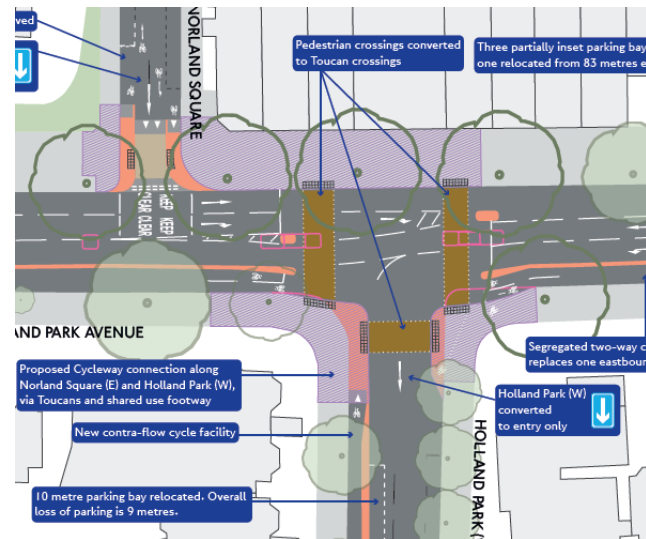 ved
NORLAND SQUARE
Pedestrian crossings converted
to Toucan crossings
Three partially inset parking bay
one relocated from 83 metres e
KEEP
CLEAR
KEEP
CLEAR
AND PARK AVENUE
Segregated two-way c
replaces one eastbour
Proposed Cycleway connection along
Norland Square (E) and Holland Park (W),
via Toucans and shared use footway
Holland Park (W)
converted
to entry only
New contra-flow cycle facility
HOLLAND PARK (
10 metre parking bay relocated. Overall
loss of parking is 9 metres.